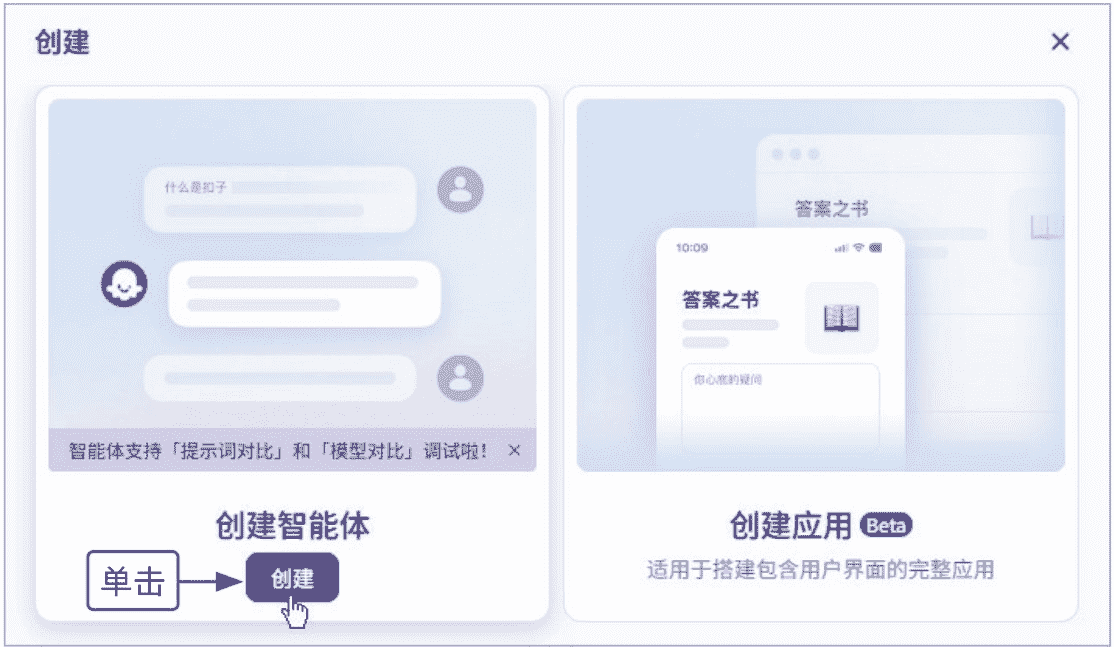 创建
什么是扣子
智能体支持「提示词对比」和「模型对比」调试啦！
创建智能体
单击
创建
答案之书
10:09
答案之书
你心底的疑问
创建应用 Beta
适用于搭建包含用户界面的完整应用